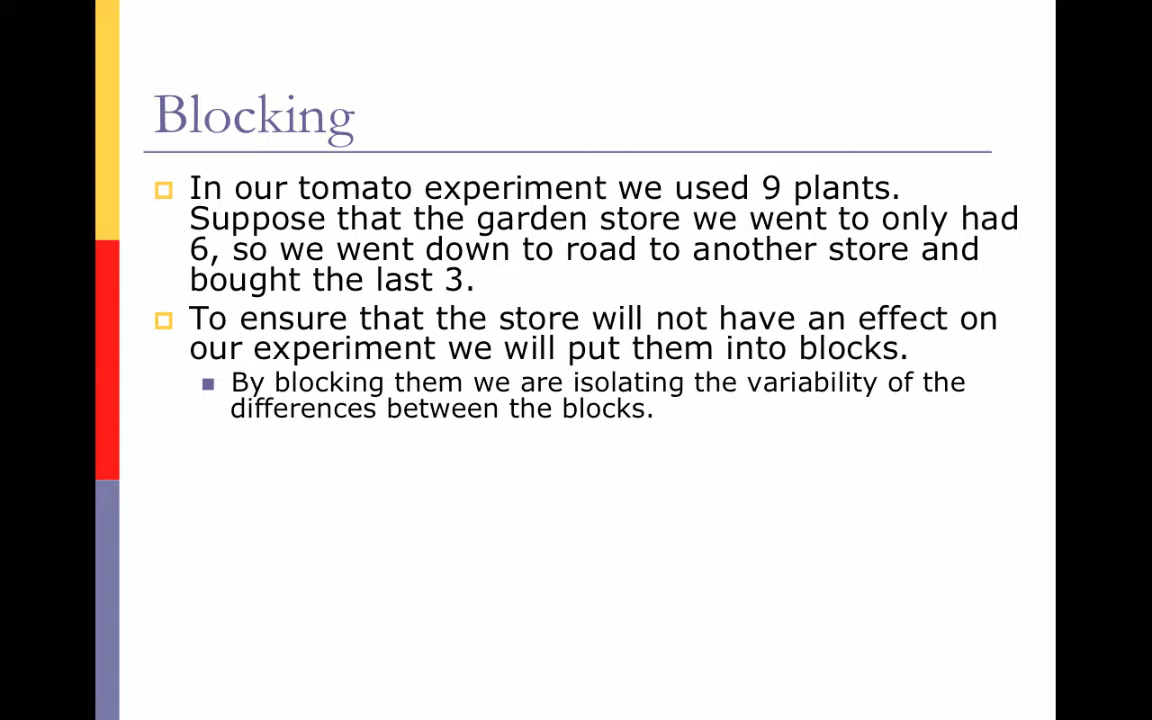 Blocking
In our tomato experiment we used 9 plants.
Suppose that the garden store we went to only had
6, so we went down to road to another store and
bought the last 3.
To ensure that the store will not have an effect on
our experiment we will put them into blocks.
By blocking them we are isolating the variability of the
differences between the blocks.